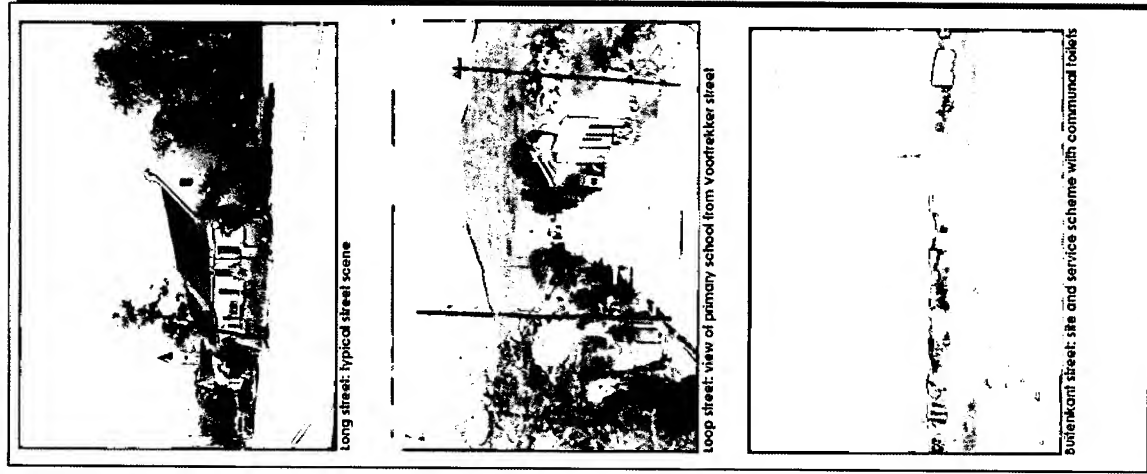 Long street: typical street scene
Loop street: view of primary school from Voortrekker street
Buitenkant street: site and service scheme with communal toilets